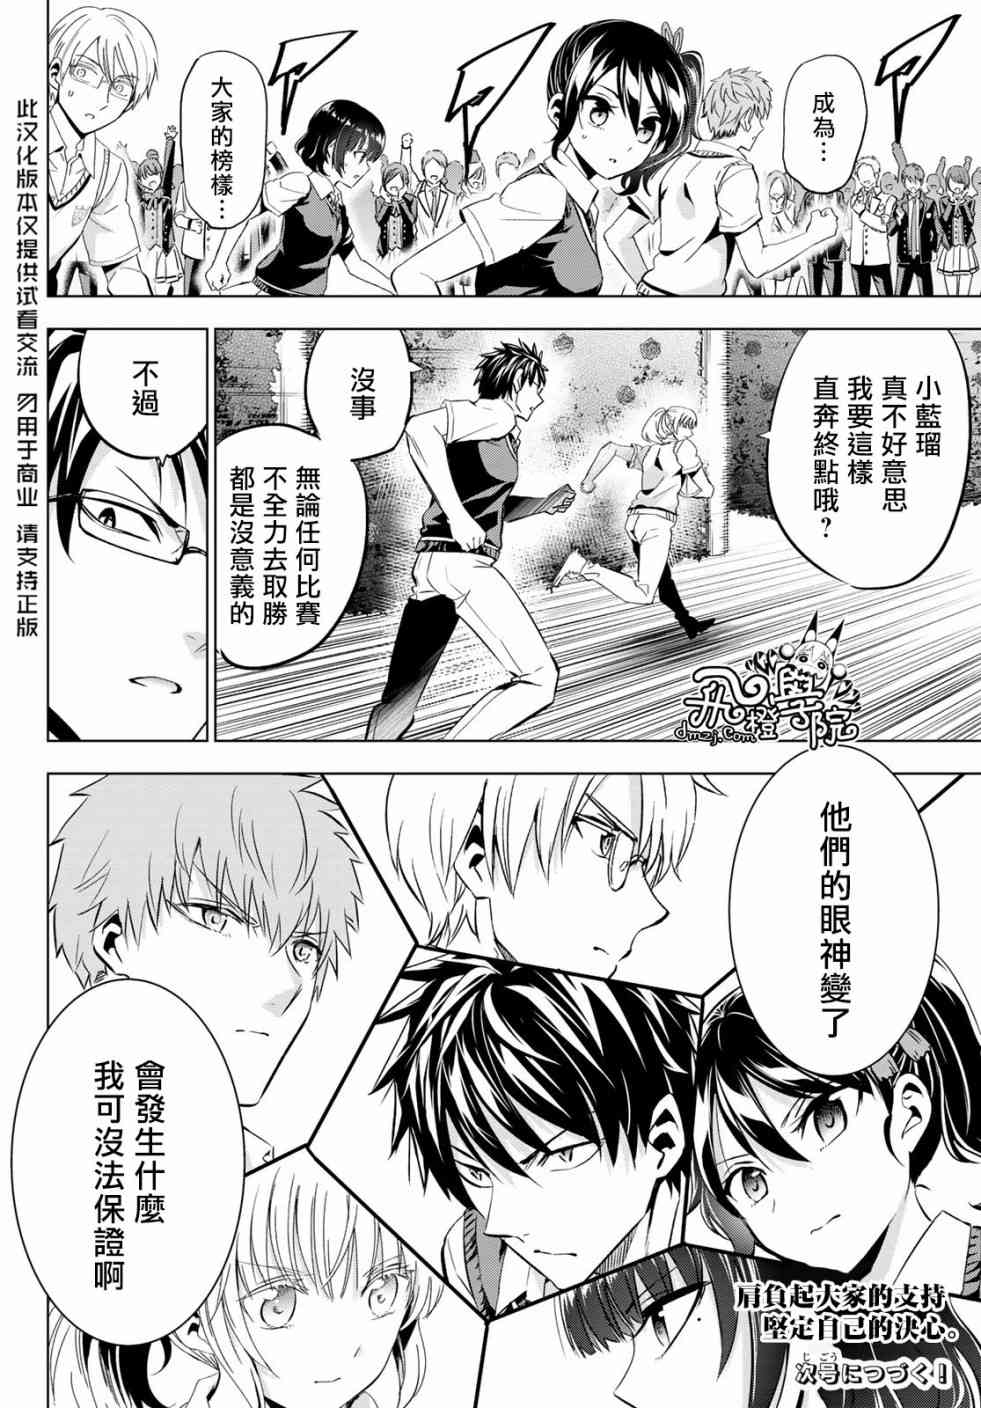 成為…
大家的榜樣…
小藍瑠
真不好意思
我要這樣
直奔終點哦？
沒事
無論任何比賽
不全力去取勝
都是沒意義的
不過
他們的眼神變了
會發生什麼
我可沒法保證啊
肩負起大家的支持
堅定自己的決心。
じごう
次号につづく！
此汉化版本仅提供试看交流 勿用于商业 请支持正版
dmzj.com